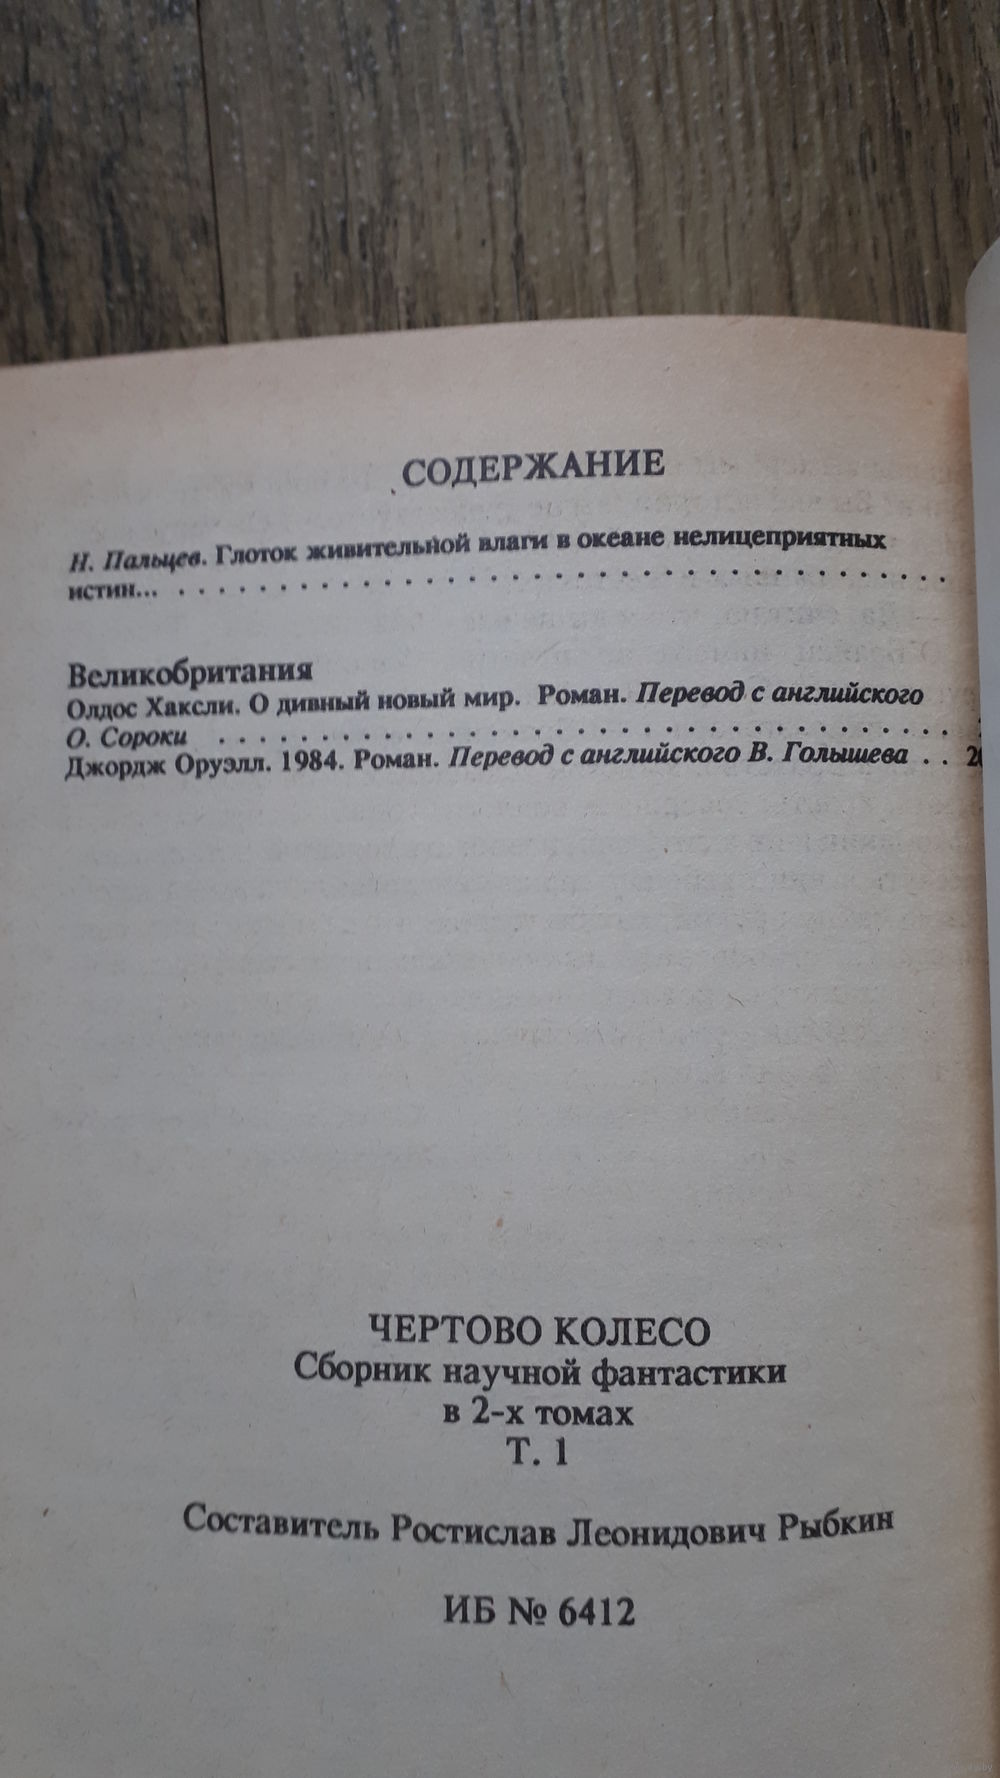 СОДЕРЖАНИЕ
Н. Пальцев. Глоток живительной влаги в океане нелицеприятных
истин... . . . . . . . . . . . . . . . . . . . . . . . . . . . . . . . .
Великобритания
Олдос Хаксли. О дивный новый мир. Роман. Перевод с английского
О. Сороки . . . . . . . . . . . . . . . . . . . . . . . . . . . . . .
Джордж Оруэлл. 1984. Роман. Перевод с английского В. Голышева . .
ЧЕРТОВО КОЛЕСО
Сборник научной фантастики
в 2-х томах
Т. 1
Составитель Ростислав Леонидович Рыбкин
ИБ № 6412